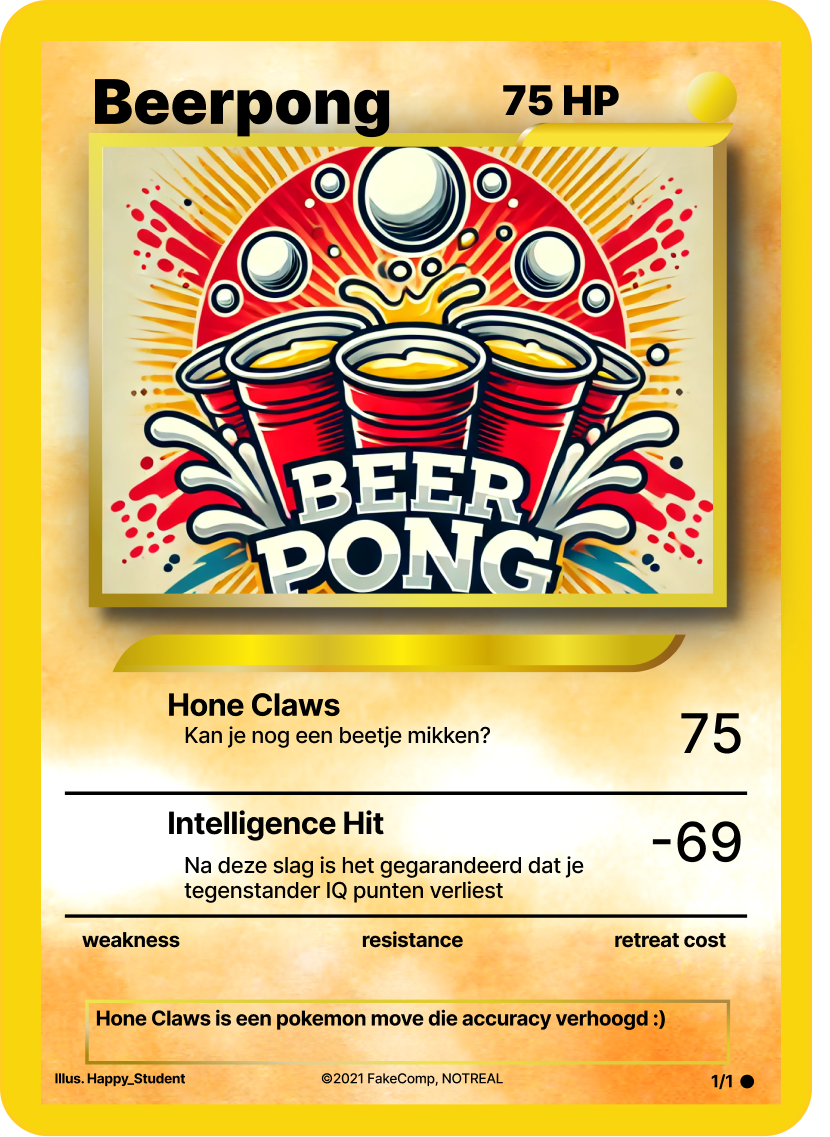 Beerpong
75 HP
BEER
PONG
Hone Claws
Kan je nog een beetje mikken?
75
Intelligence Hit
-69
Na deze slag is het gegarandeerd dat je
tegenstander IQ punten verliest
weakness resistance retreat cost
Hone Claws is een pokemon move die accuracy verhoogd :)
Illus. Happy_Student ©2021 FakeComp, NOTREAL 1/1 ●